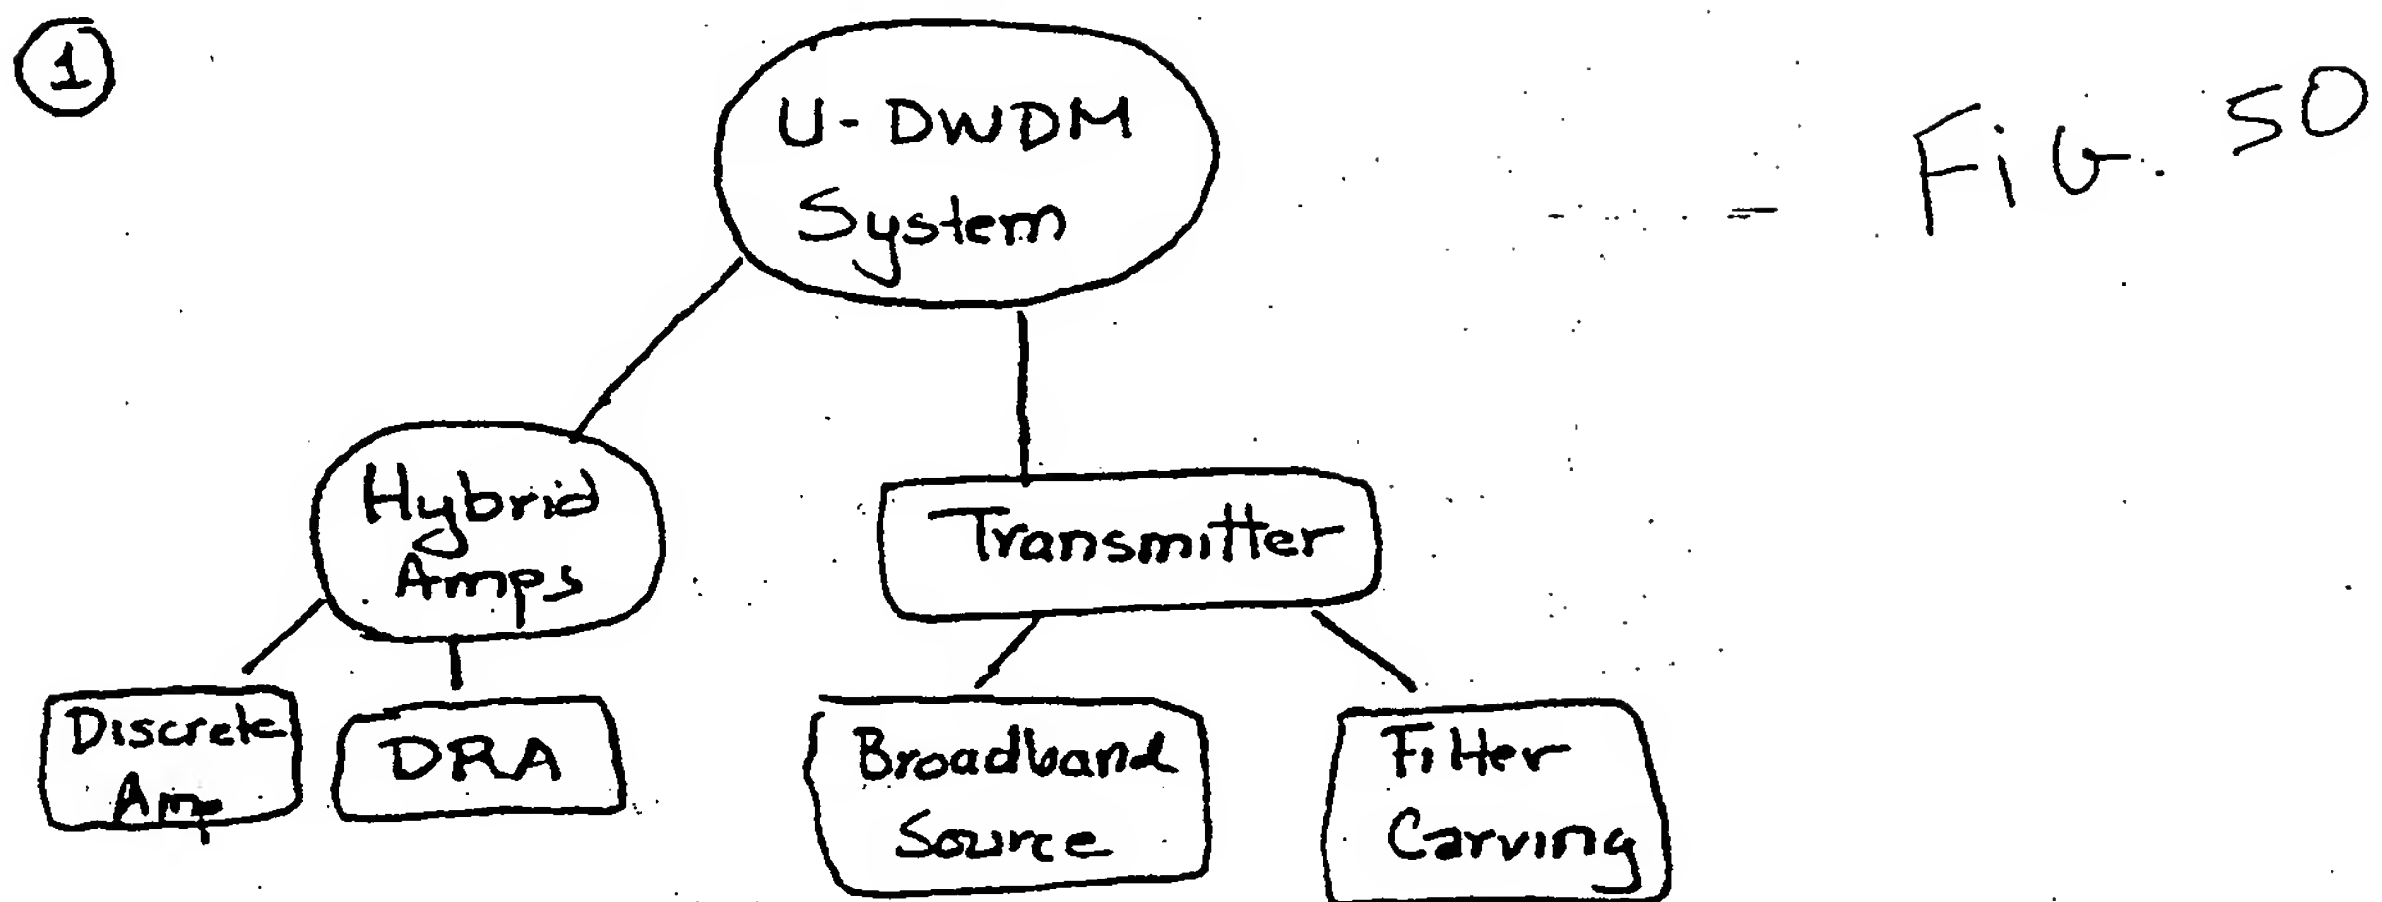 1
Fig. 50
U-DWDM
System
Hybrid
Amps
Transmitter
Discrete
Amp
DRA
Broadband
Source
Filter
Carving